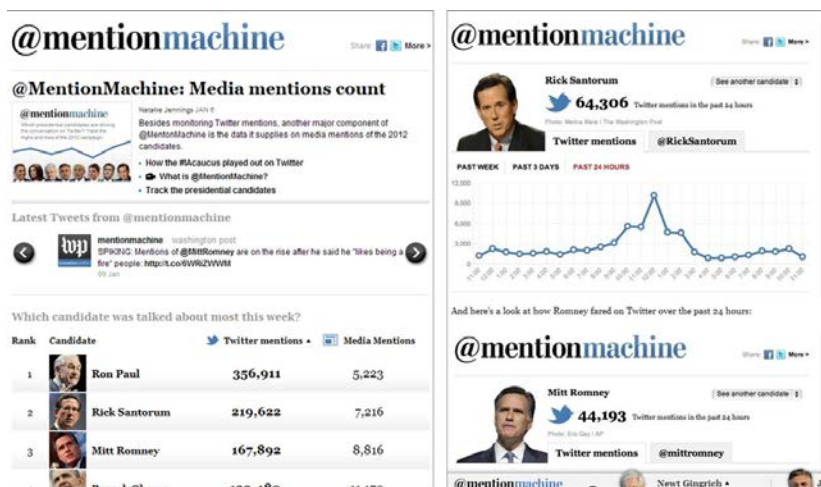 @mentionmachine
Share: More >
@MentionMachine: Media mentions count
@mentionmachine
Natalie Jennings JAN 6
Besides monitoring Twitter mentions, another major component of
@MentonMachine is the data it supplies on media mentions of the 2012
candidates.
How the #IAcaucus played out on Twitter
What is @MentionMachine?
Track the presidential candidates
Latest Tweets from @mentionmachine
wp
mentionmachine washington post
SPIKING: Mentions of @MittRomney are on the rise after he said he "likes being a
fire" people:
09 Jan
Which candidate was talked about most this week?
Rank Candidate Twitter mentions Media Mentions
1 Ron Paul 356,911 5,223
2 Rick Santorum 219,622 7,216
3 Mitt Romney 167,892 8,816
@mentionmachine
Share: More >
Rick Santorum
See another candidate
64,306 Twitter mentions in the past 24 hours
Photo: Melina Mara / The Washington Post
Twitter mentions @RickSantorum
PAST WEEK PAST 3 DAYS PAST 24 HOURS
12,000
6,000
3,000
0
And here's a look at how Romney fared on Twitter over the past 24 hours:
@mentionmachine
Share: More >
Mitt Romney
See another candidate
44,193 Twitter mentions in the past 24 hours
Photo: Eric Gay / AP
Twitter mentions @mittromney
@mentionmachine
Newt Gingrich